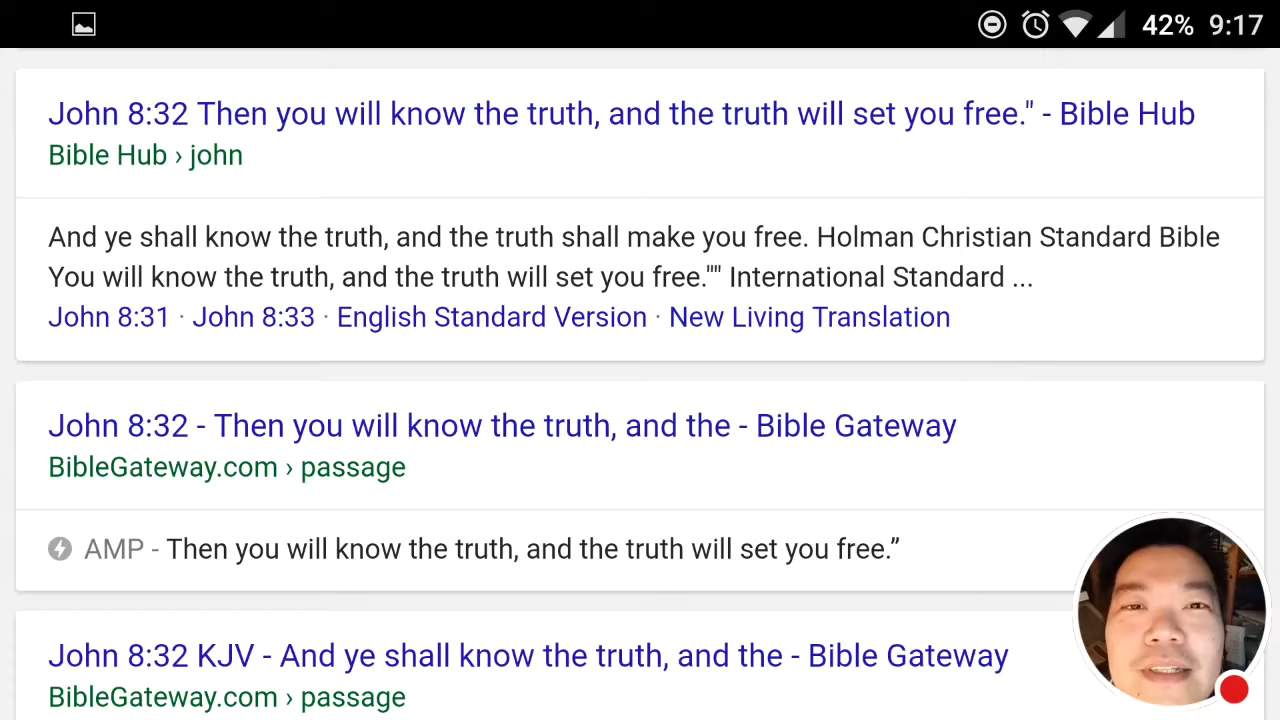 42% 9:17
John 8:32 Then you will know the truth, and the truth will set you free." - Bible Hub
Bible Hub › john
And ye shall know the truth, and the truth shall make you free. Holman Christian Standard Bible
You will know the truth, and the truth will set you free."" International Standard ...
John 8:31 · John 8:33 · English Standard Version · New Living Translation
John 8:32 - Then you will know the truth, and the - Bible Gateway
BibleGateway.com › passage
AMP - Then you will know the truth, and the truth will set you free.”
John 8:32 KJV - And ye shall know the truth, and the - Bible Gateway
BibleGateway.com › passage